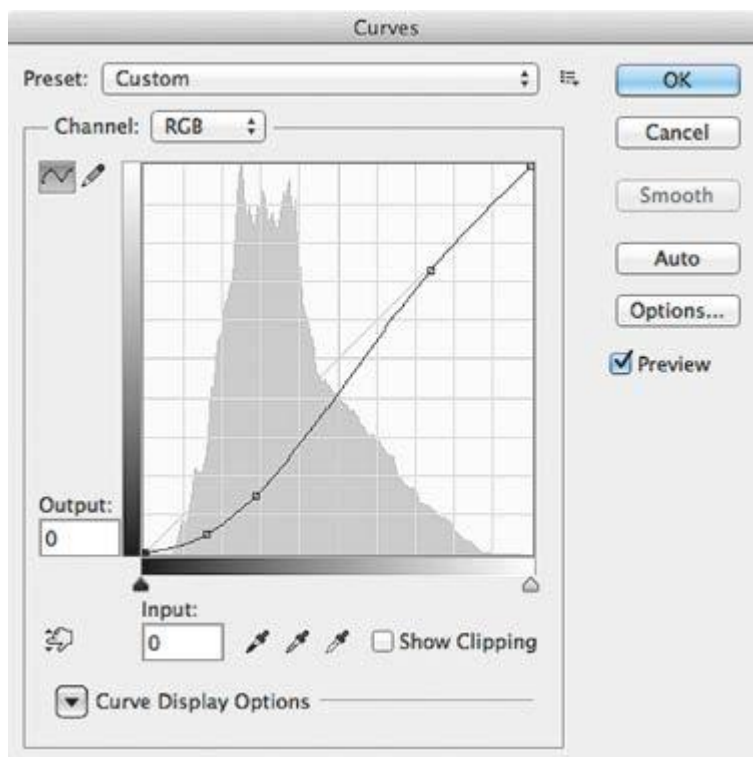 Curves
Preset: Custom
OK
Channel: RGB
Cancel
Smooth
Auto
Options...
Preview
Output:
0
Input:
0
Show Clipping
Curve Display Options